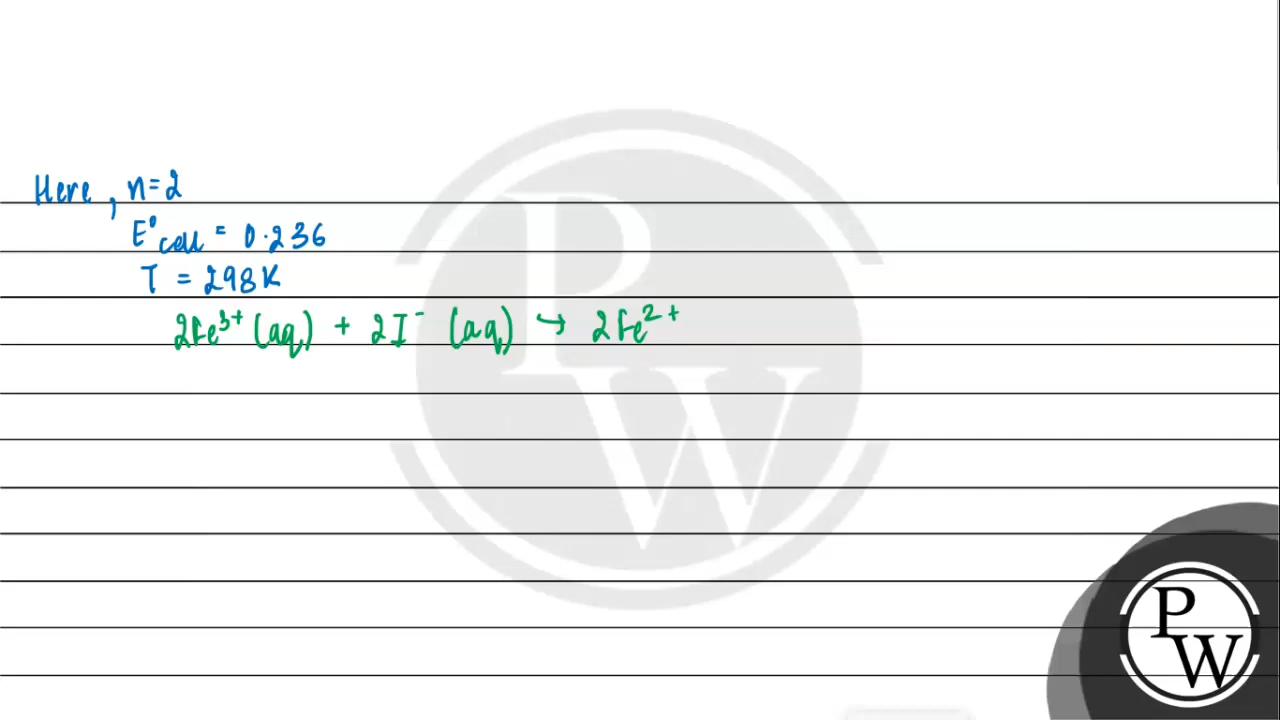 Here, n=2
E°cell = 0.236
T = 298K
2Fe³⁺(aq) + 2I⁻ (aq) → 2Fe²⁺
P
W
P
W